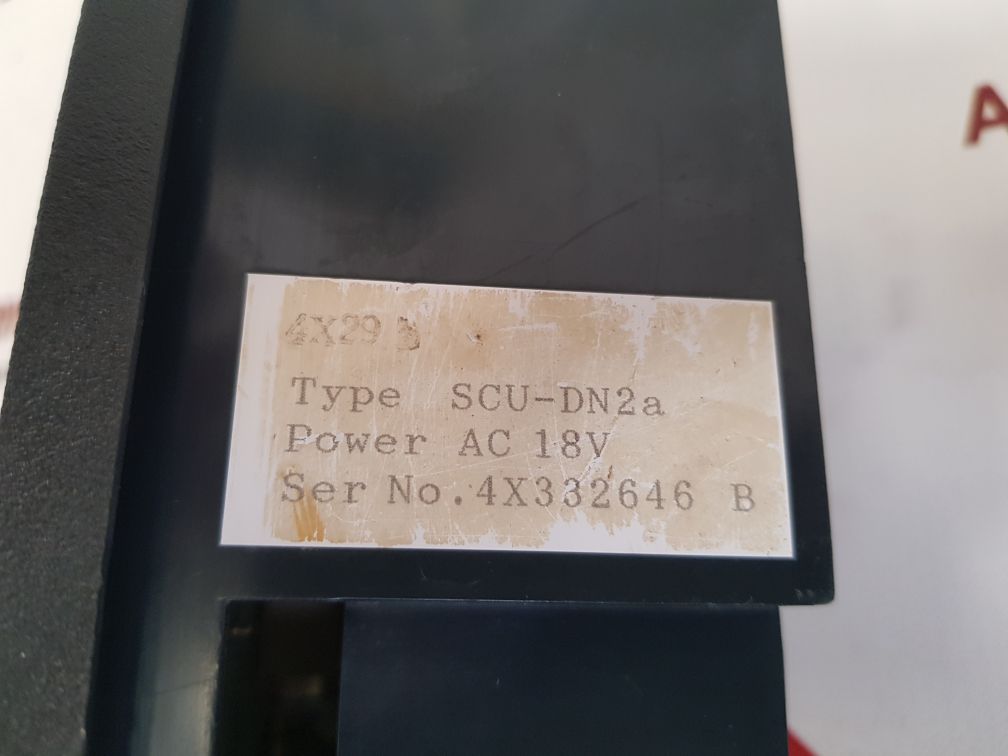 4X29
Type SCU-DN2a
Power AC 18V
Ser No.4X332646 B
A